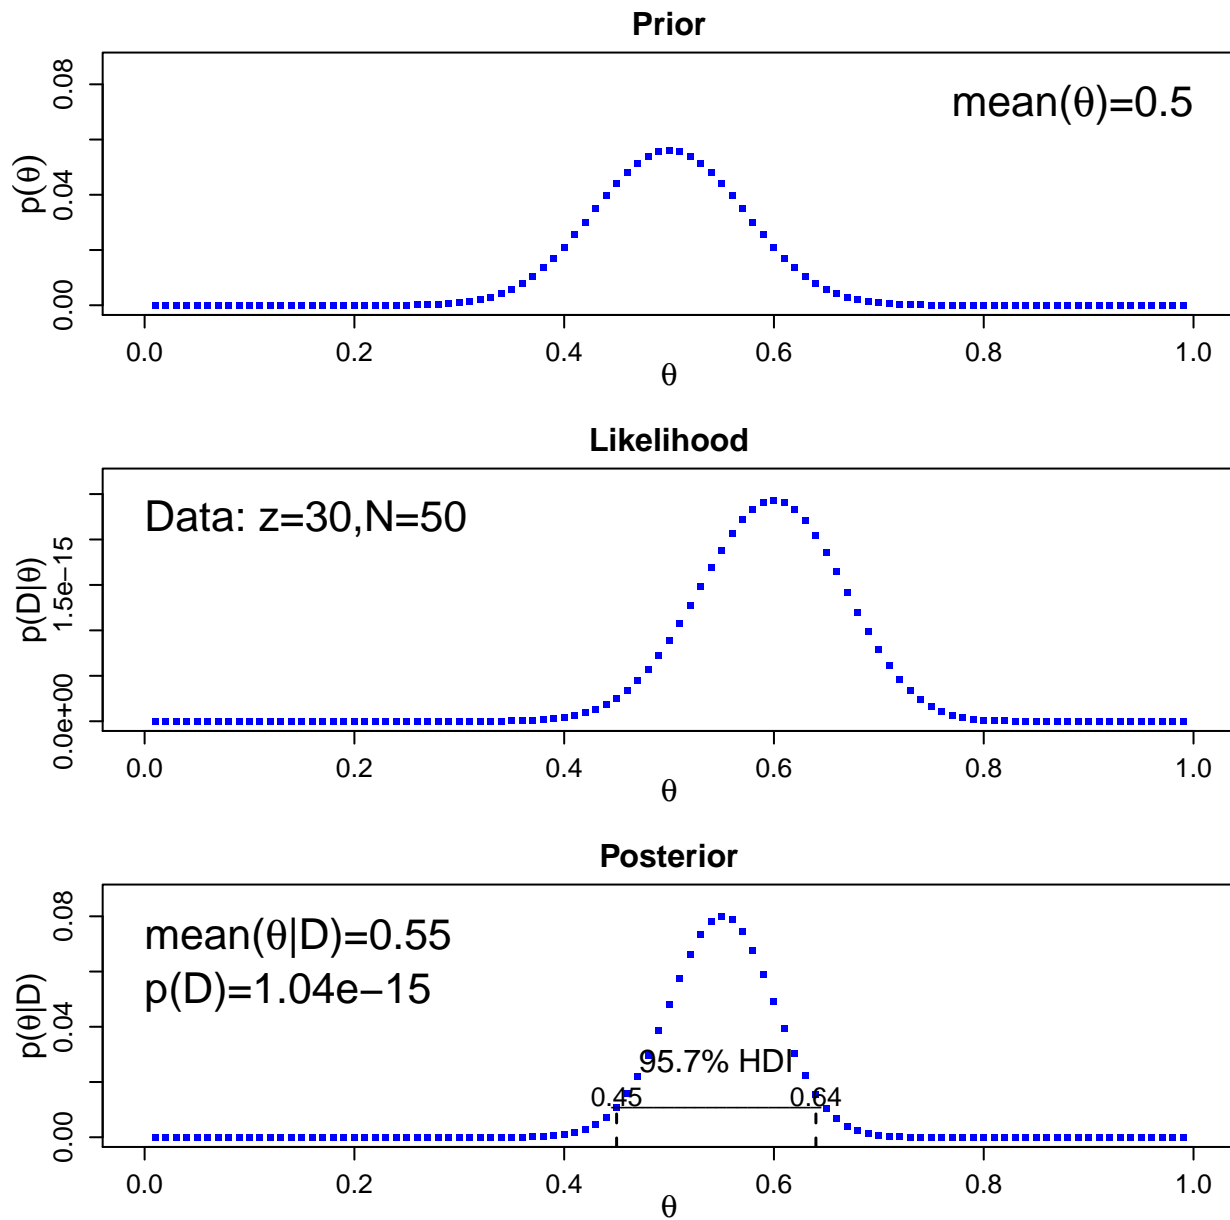 Prior
mean(θ)=0.5
p(θ)
0.00
0.04
0.08
0.0
0.2
0.4
0.6
0.8
1.0
θ
Likelihood
Data: z=30,N=50
p(D|θ)
0.0e+00
1.5e−15
0.0
0.2
0.4
0.6
0.8
1.0
θ
Posterior
mean(θ|D)=0.55
p(D)=1.04e−15
p(θ|D)
0.00
0.04
0.08
95.7% HDI
0.45
0.64
0.0
0.2
0.4
0.6
0.8
1.0
θ